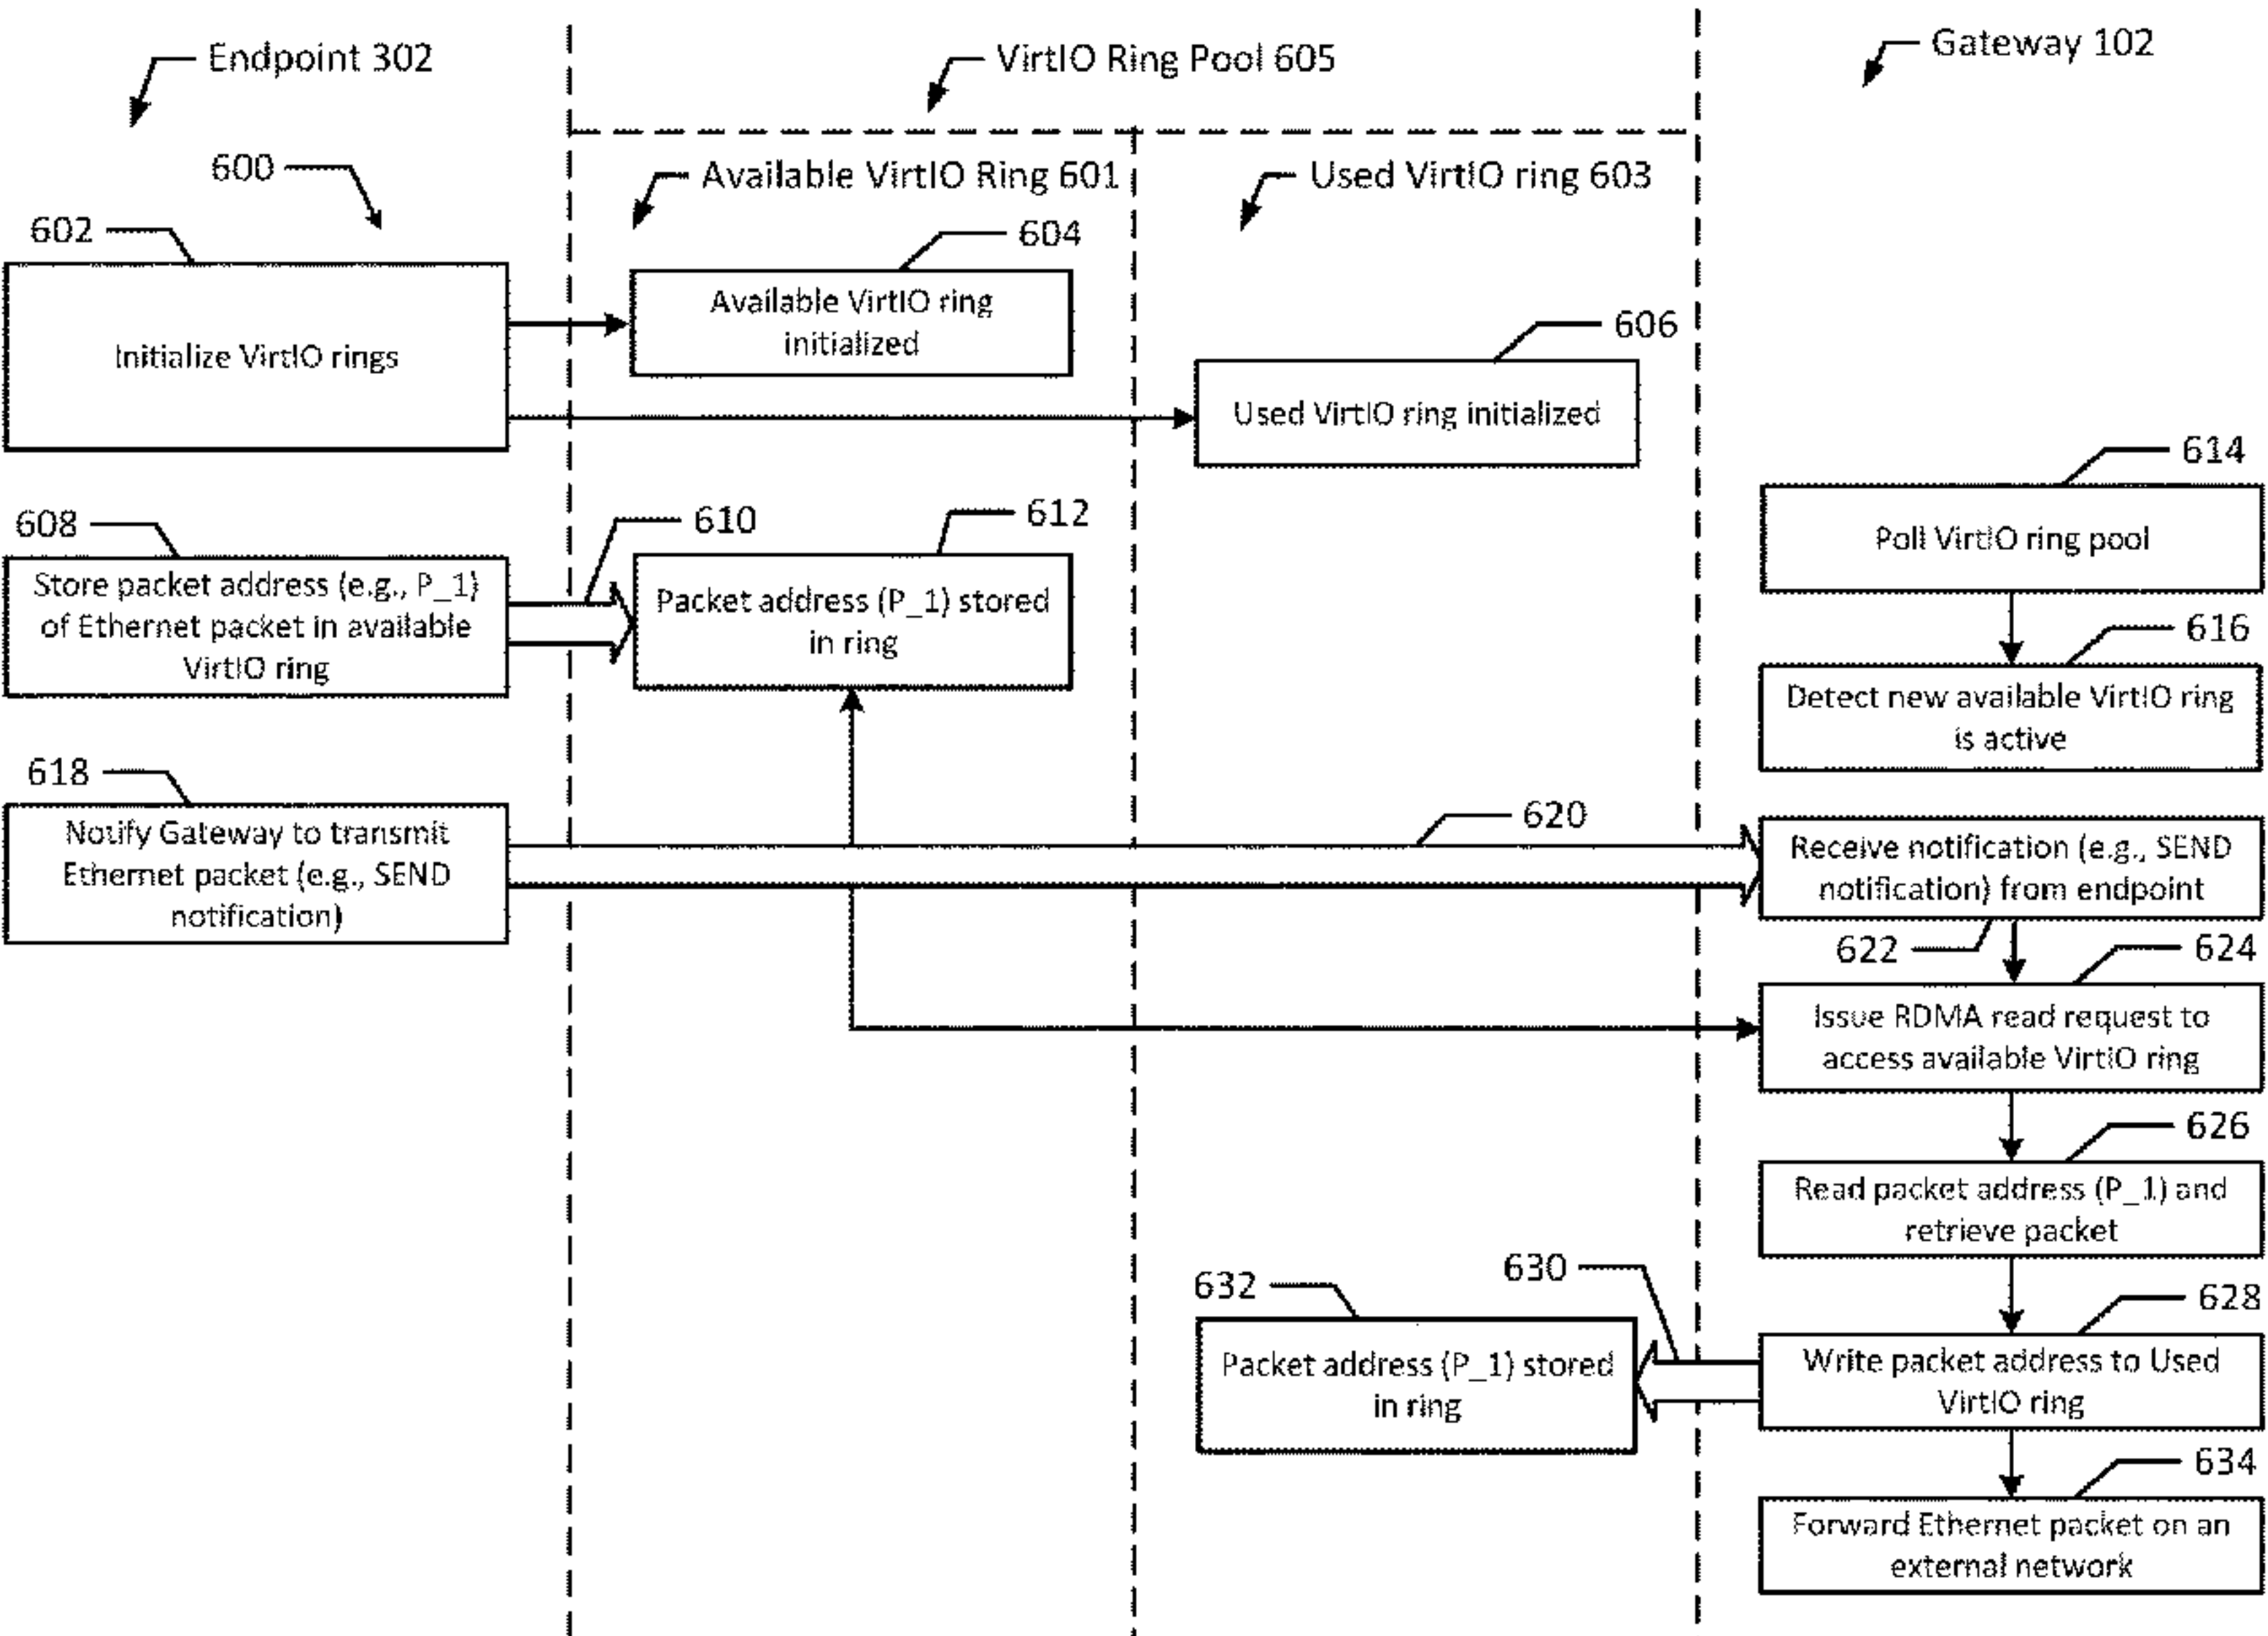 Endpoint 302
VirtIO Ring Pool 605
Gateway 102
600
Available VirtIO Ring 601
Used VirtIO ring 603
602
Initialize VirtIO rings
604
Available VirtIO ring
initialized
606
Used VirtIO ring initialized
608
Store packet address (e.g., P_1)
of Ethernet packet in available
VirtIO ring
610
612
Packet address (P_1) stored
in ring
614
Poll VirtIO ring pool
616
Detect new available VirtIO ring
is active
618
Notify Gateway to transmit
Ethernet packet (e.g., SEND
notification)
620
Receive notification (e.g., SEND
notification) from endpoint
622
624
Issue RDMA read request to
access available VirtIO ring
626
Read packet address (P_1) and
retrieve packet
628
Write packet address to Used
VirtIO ring
630
632
Packet address (P_1) stored
in ring
634
Forward Ethernet packet on an
external network